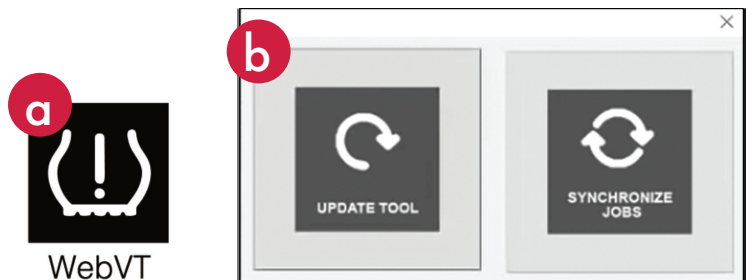 a
WebVT
b
UPDATE TOOL
SYNCHRONIZE
JOBS